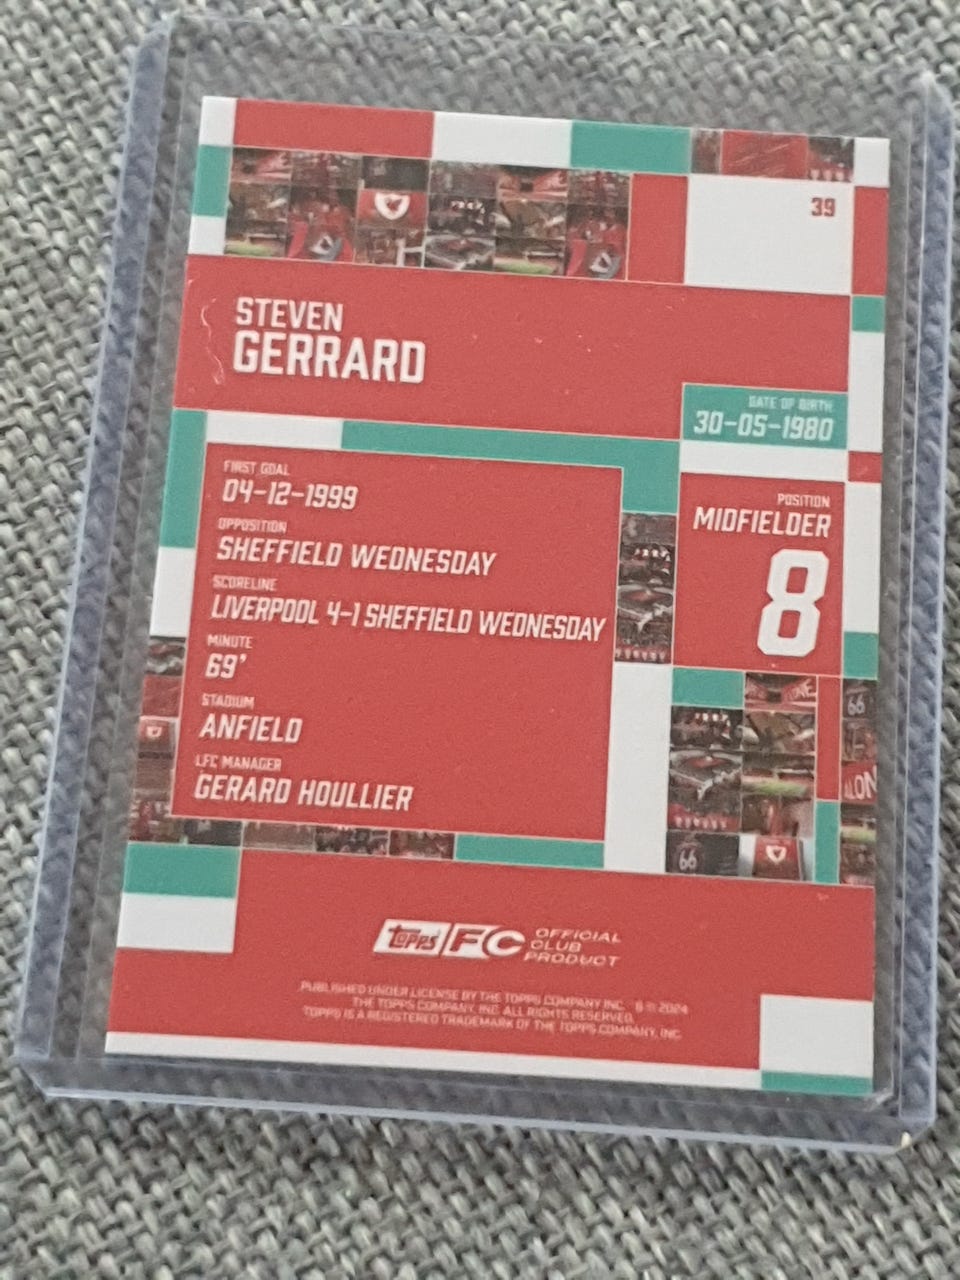 39
STEVEN
GERRARD
DATE OF BIRTH
30-05-1980
FIRST GOAL
04-12-1999
OPPOSITION
SHEFFIELD WEDNESDAY
SCORELINE
LIVERPOOL 4-1 SHEFFIELD WEDNESDAY
MINUTE
69'
STADIUM
ANFIELD
LFC MANAGER
GERARD HOULLIER
POSITION
MIDFIELDER
8
66
ALON
66
TOPPS FC OFFICIAL
CLUB
PRODUCT
PUBLISHED UNDER LICENSE BY THE TOPPS COMPANY INC. © 2024
THE TOPPS COMPANY, INC. ALL RIGHTS RESERVED.
TOPPS IS A REGISTERED TRADEMARK OF THE TOPPS COMPANY, INC.